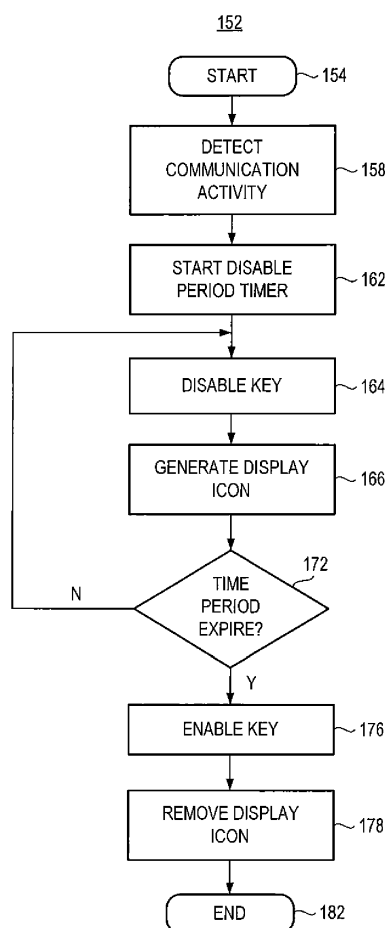 152
START
154
DETECT
COMMUNICATION
ACTIVITY
158
START DISABLE
PERIOD TIMER
162
DISABLE KEY
164
GENERATE DISPLAY
ICON
166
172
TIME
PERIOD
EXPIRE?
N
Y
ENABLE KEY
176
REMOVE DISPLAY
ICON
178
END
182